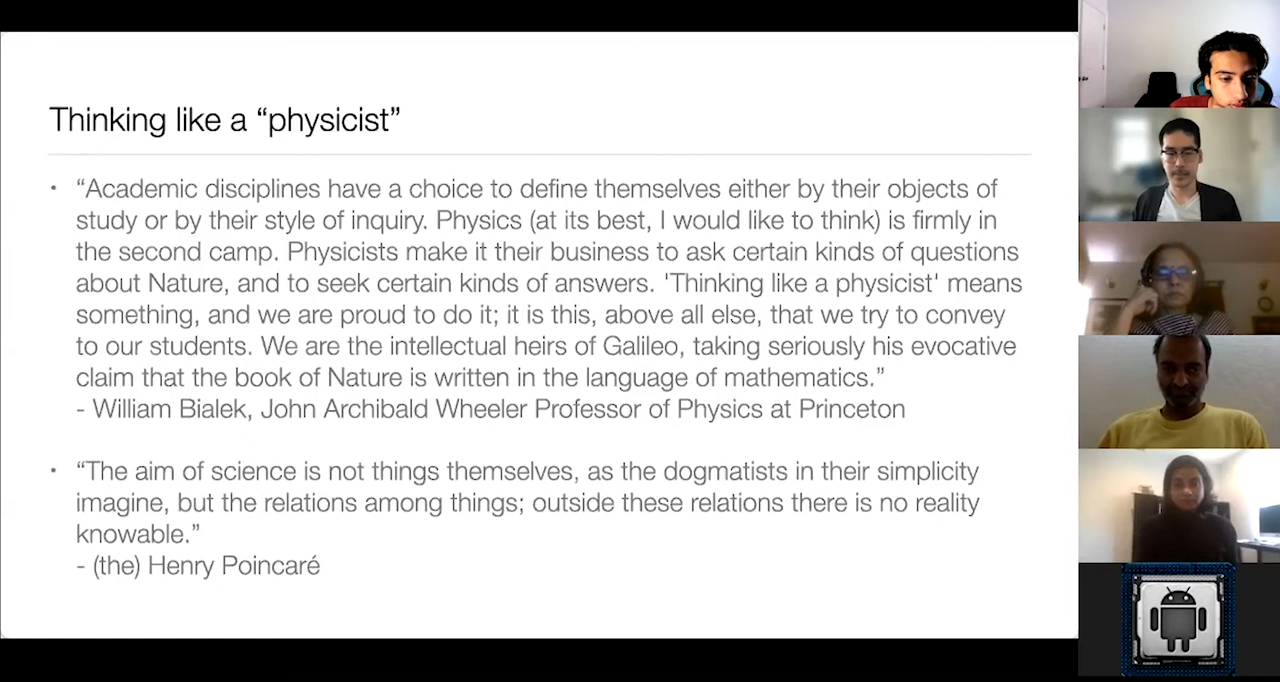 Thinking like a “physicist”
• “Academic disciplines have a choice to define themselves either by their objects of
study or by their style of inquiry. Physics (at its best, I would like to think) is firmly in
the second camp. Physicists make it their business to ask certain kinds of questions
about Nature, and to seek certain kinds of answers. 'Thinking like a physicist' means
something, and we are proud to do it; it is this, above all else, that we try to convey
to our students. We are the intellectual heirs of Galileo, taking seriously his evocative
claim that the book of Nature is written in the language of mathematics.”
- William Bialek, John Archibald Wheeler Professor of Physics at Princeton
• “The aim of science is not things themselves, as the dogmatists in their simplicity
imagine, but the relations among things; outside these relations there is no reality
knowable.”
- (the) Henry Poincaré